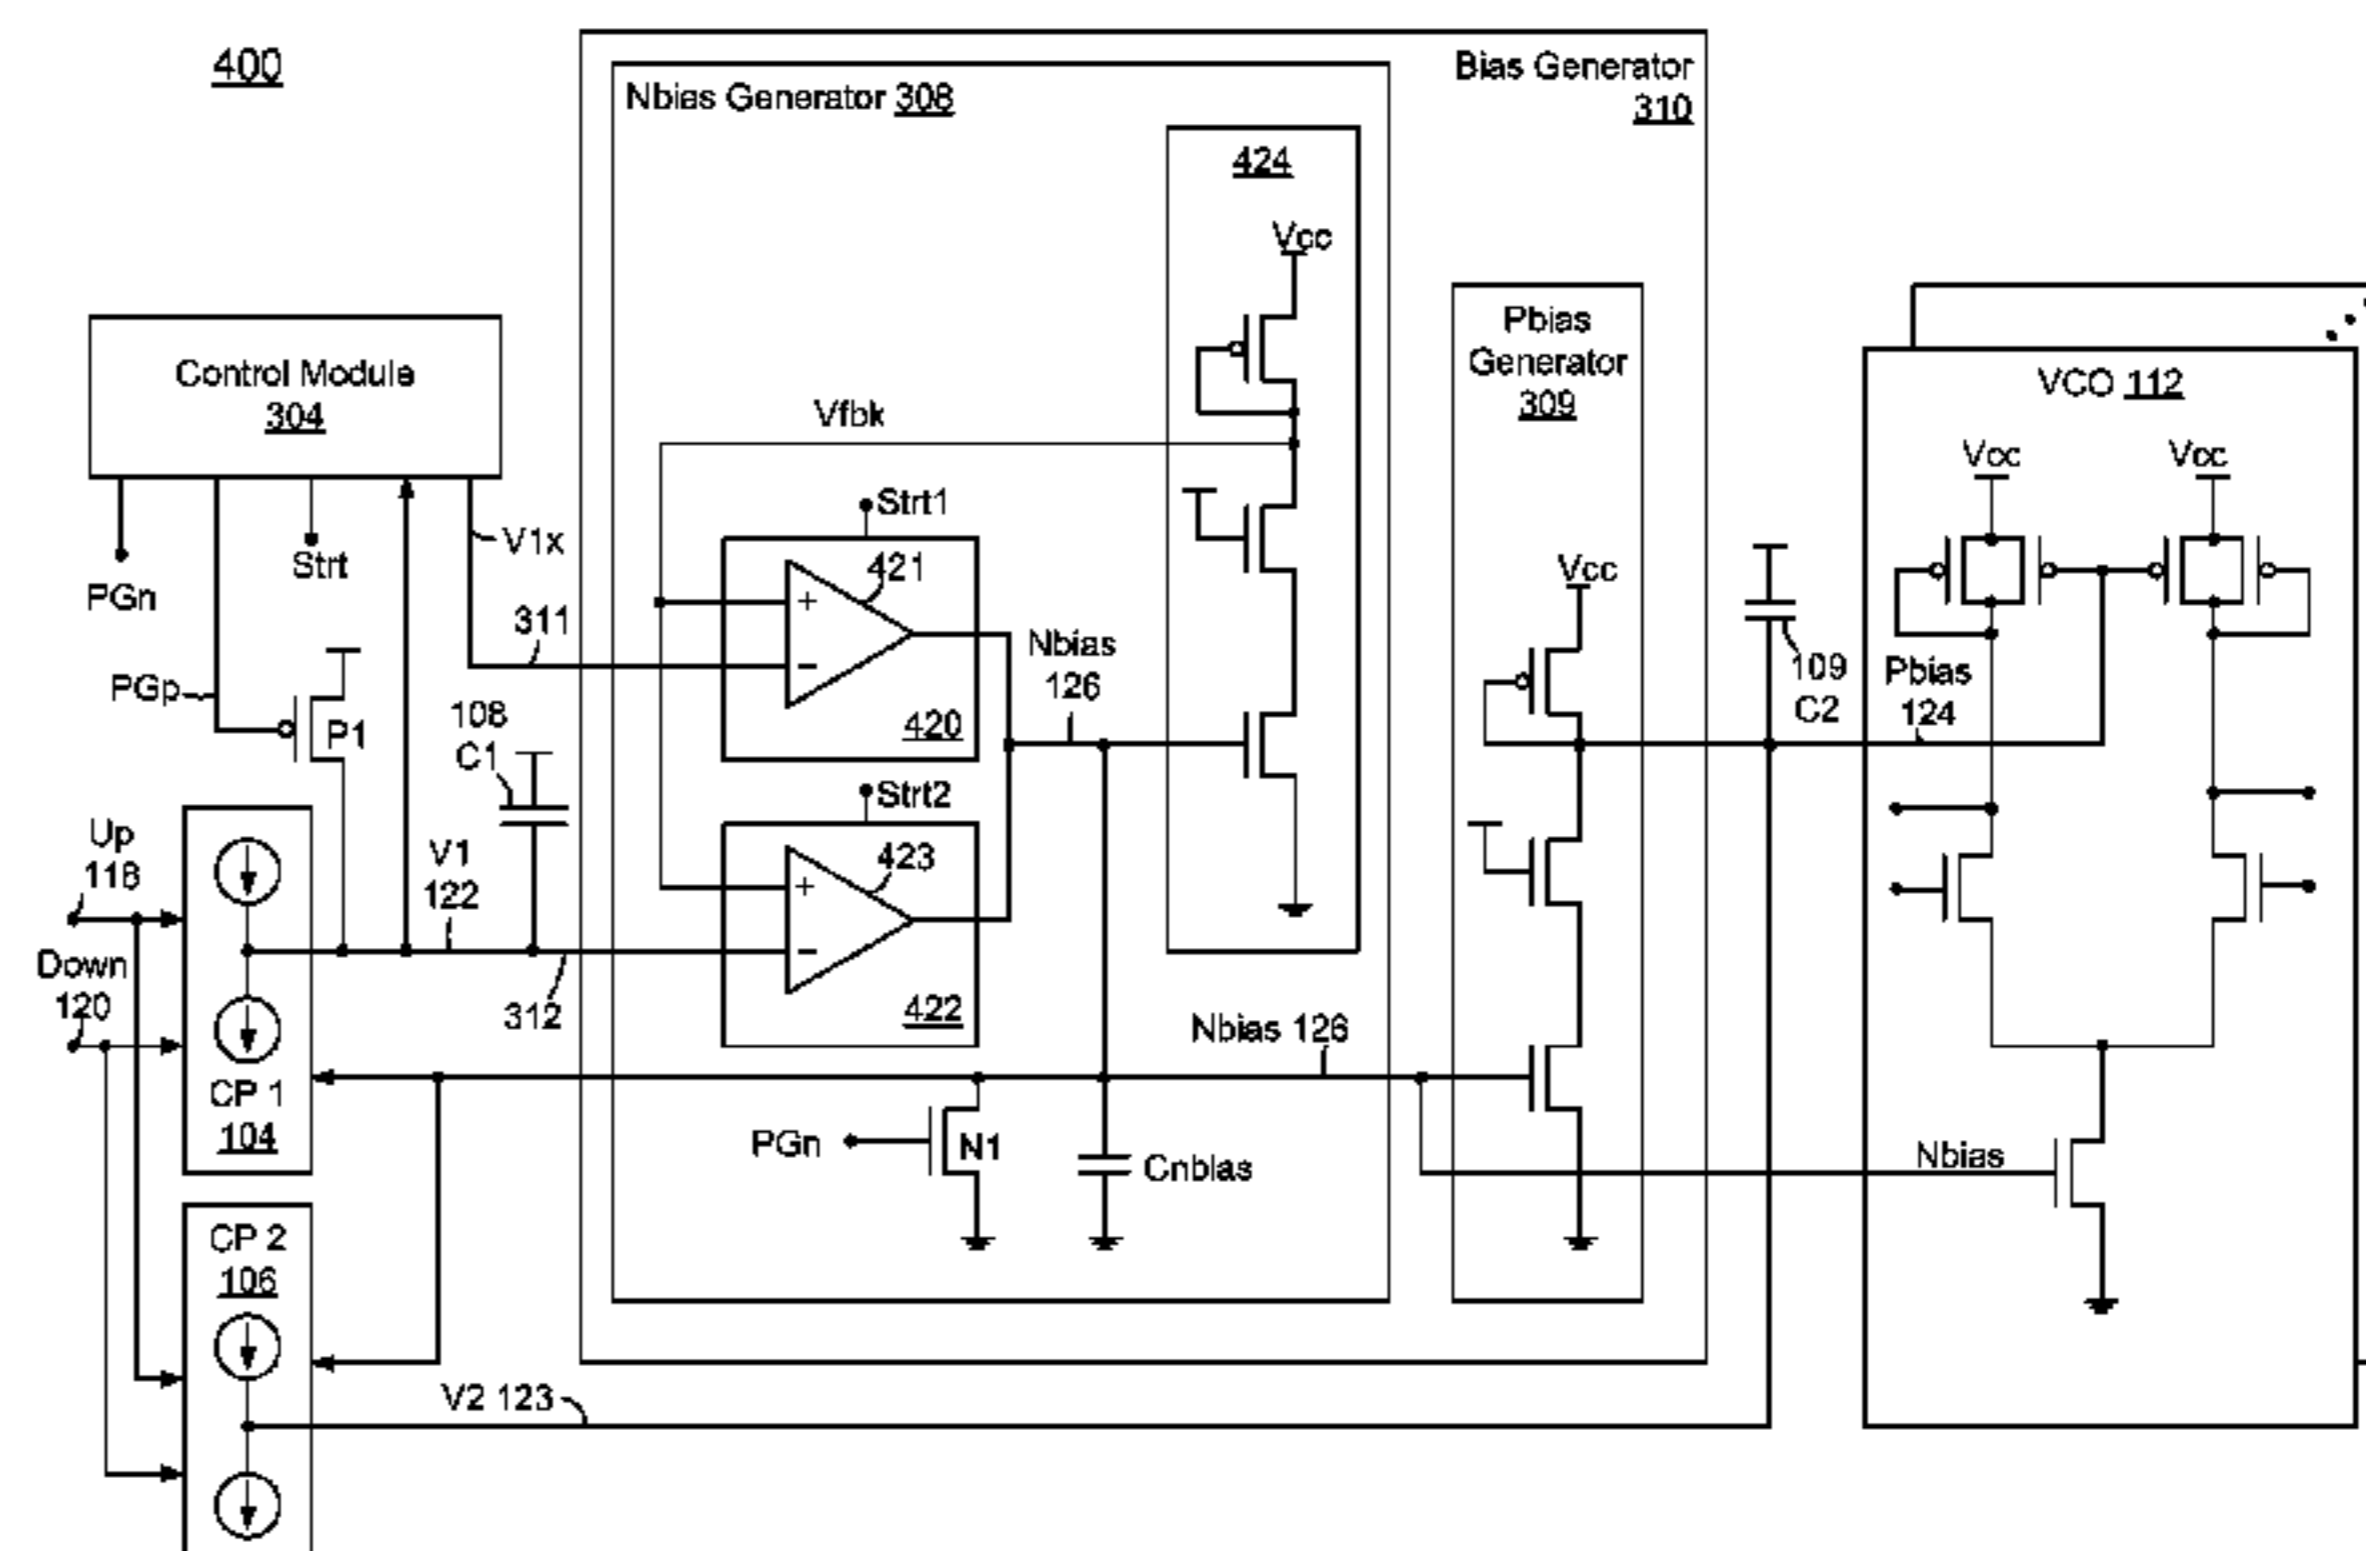 400
Bias Generator
310
Nbias Generator 308
424
Vcc
Control Module
304
PGn
PGp
Strt
V1x
311
P1
108
C1
Vfbk
Strt1
421
+
−
420
Strt2
423
+
−
422
Nbias
126
Pbias
Generator
309
Vcc
109
C2
VCO 112
Vcc
Vcc
Pbias
124
Up
118
Down
120
V1
122
312
CP 1
104
Nbias 126
PGn
N1
Cnbias
Nbias
CP 2
106
V2 123